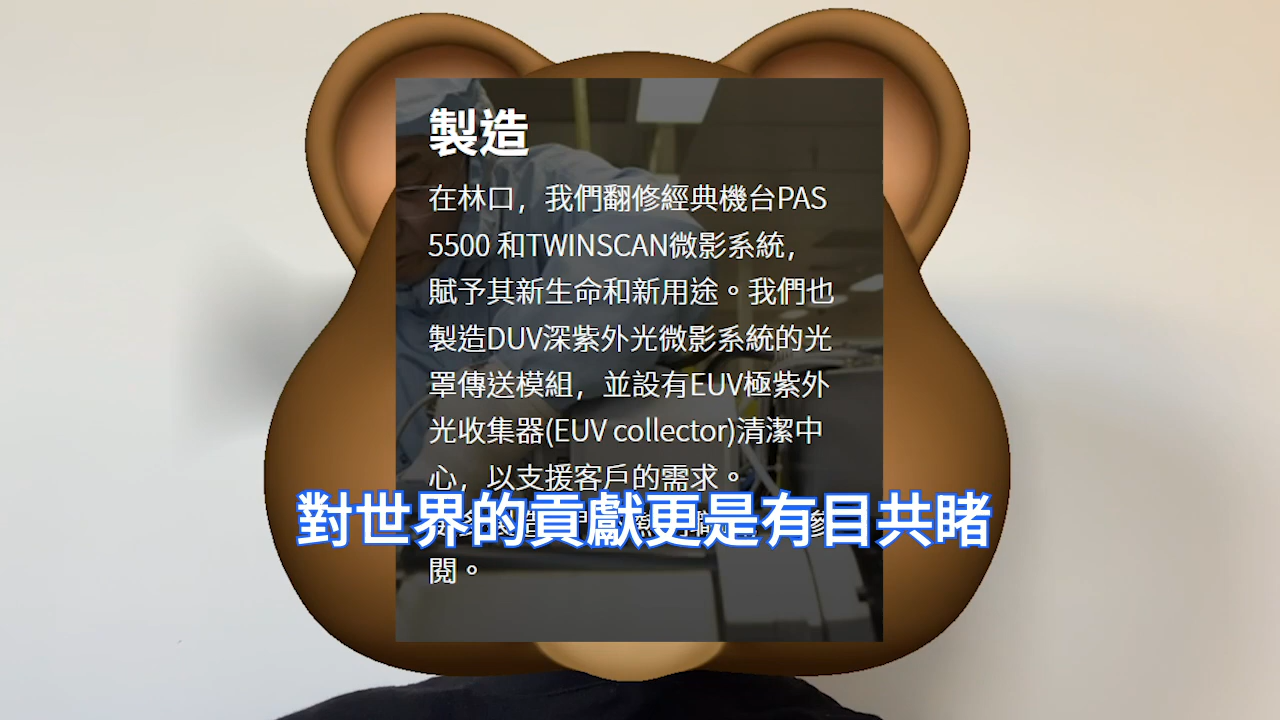 製造
在林口，我們翻修經典機台PAS
5500 和TWINSCAN微影系統，
賦予其新生命和新用途。我們也
製造DUV深紫外光微影系統的光
罩傳送模組，並設有EUV極紫外
光收集器(EUV collector)清潔中
心，以支援客戶的需求。
對世界的貢獻更是有目共睹
閱。